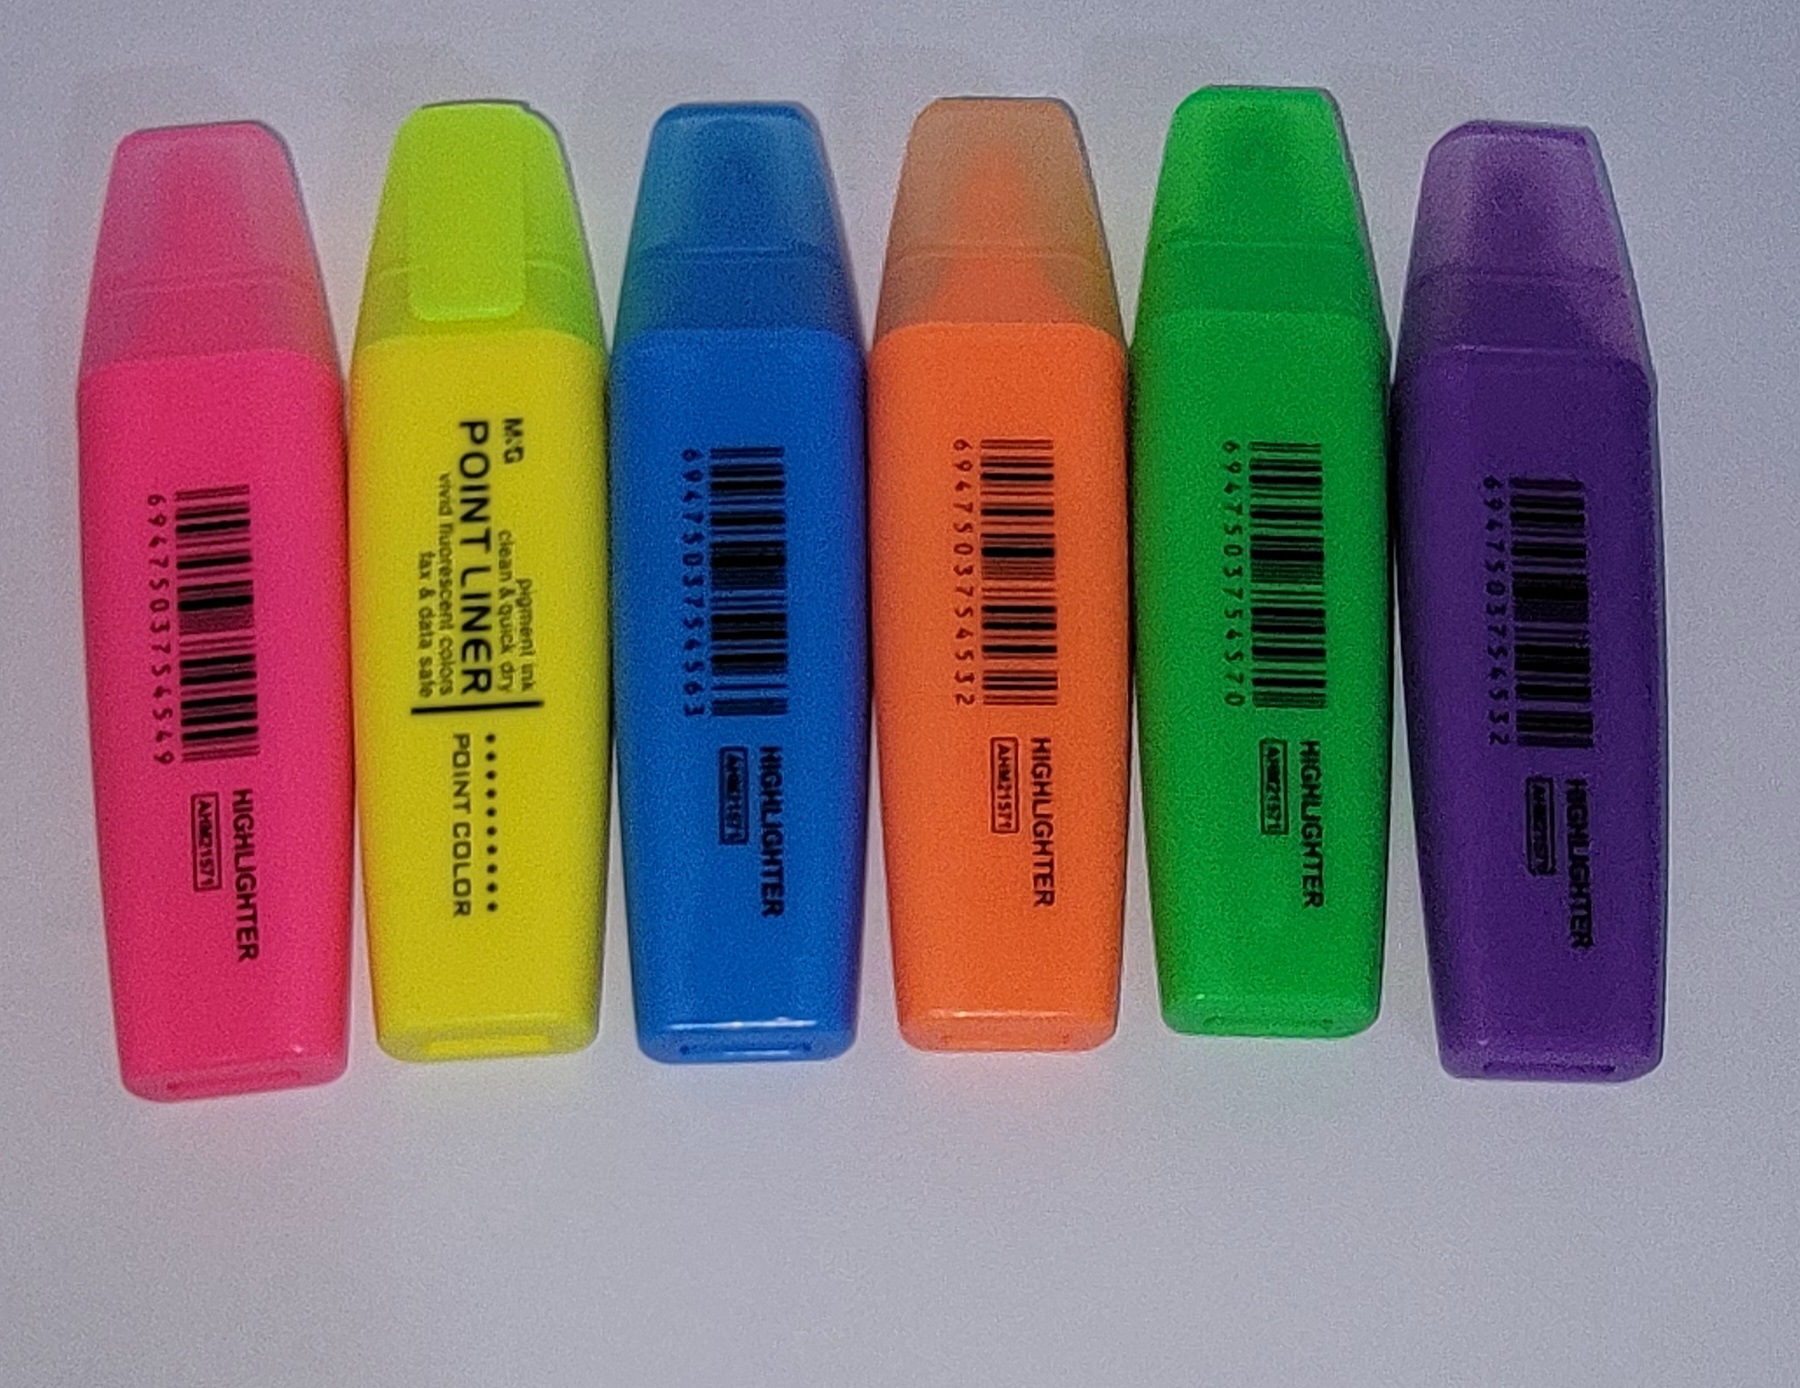 6947503754549
HIGHLIGHTER
AHM21571
M&G
POINT LINER
vivid fluorescent colors
fax & data safe
pigment ink
clean & quick dry
POINT COLOR
6947503754563
HIGHLIGHTER
AHM21571
6947503754532
HIGHLIGHTER
AHM21571
6947503754570
HIGHLIGHTER
AHM21571
6947503754532
HIGHLIGHTER
AHM21571